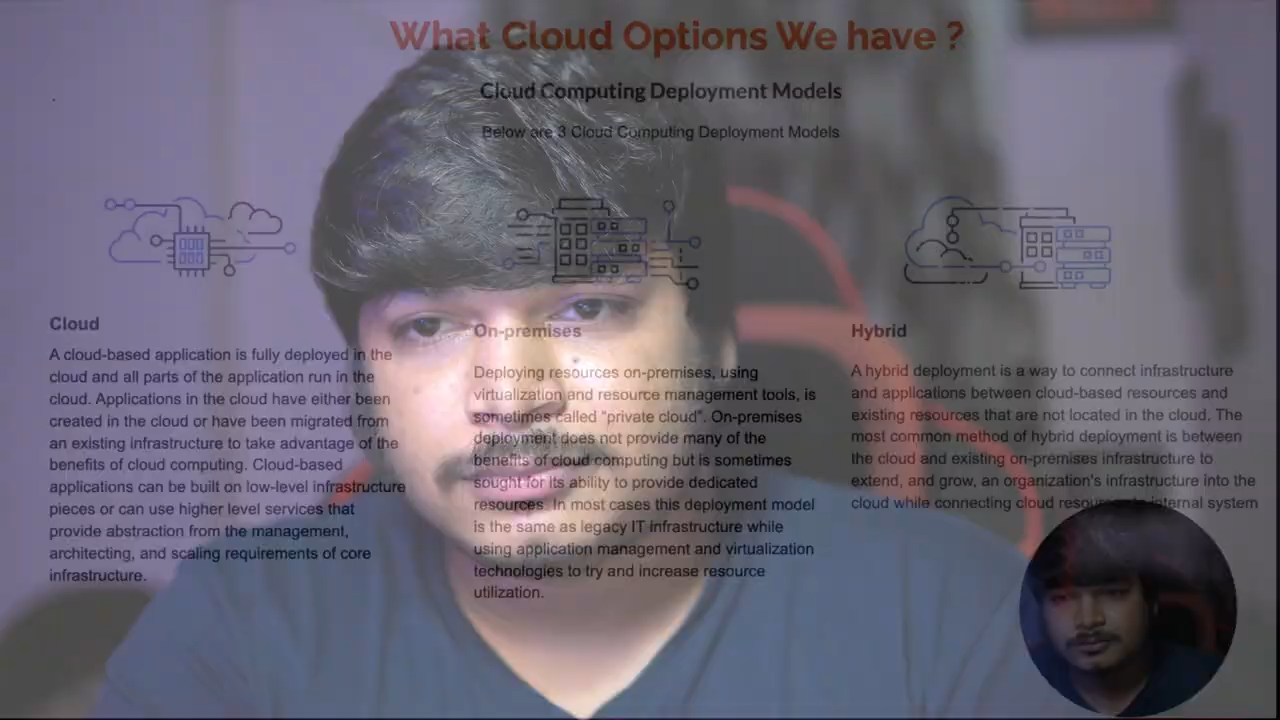 What Cloud Options We have ?
Cloud Computing Deployment Models
Below are 3 Cloud Computing Deployment Models
Cloud
A cloud-based application is fully deployed in the
cloud and all parts of the application run in the
cloud. Applications in the cloud have either been
created in the cloud or have been migrated from
an existing infrastructure to take advantage of the
benefits of cloud computing. Cloud-based
applications can be built on low-level infrastructure
pieces or can use higher level services that
provide abstraction from the management,
architecting, and scaling requirements of core
infrastructure.
On-premises
Deploying resources on-premises, using
virtualization and resource management tools, is
sometimes called "private cloud". On-premises
deployment does not provide many of the
benefits of cloud computing but is sometimes
sought for its ability to provide dedicated
resources. In most cases this deployment model
is the same as legacy IT infrastructure while
using application management and virtualization
technologies to try and increase resource
utilization.
Hybrid
A hybrid deployment is a way to connect infrastructure
and applications between cloud-based resources and
existing resources that are not located in the cloud. The
most common method of hybrid deployment is between
the cloud and existing on-premises infrastructure to
extend, and grow, an organization's infrastructure into the
cloud while connecting cloud internal system